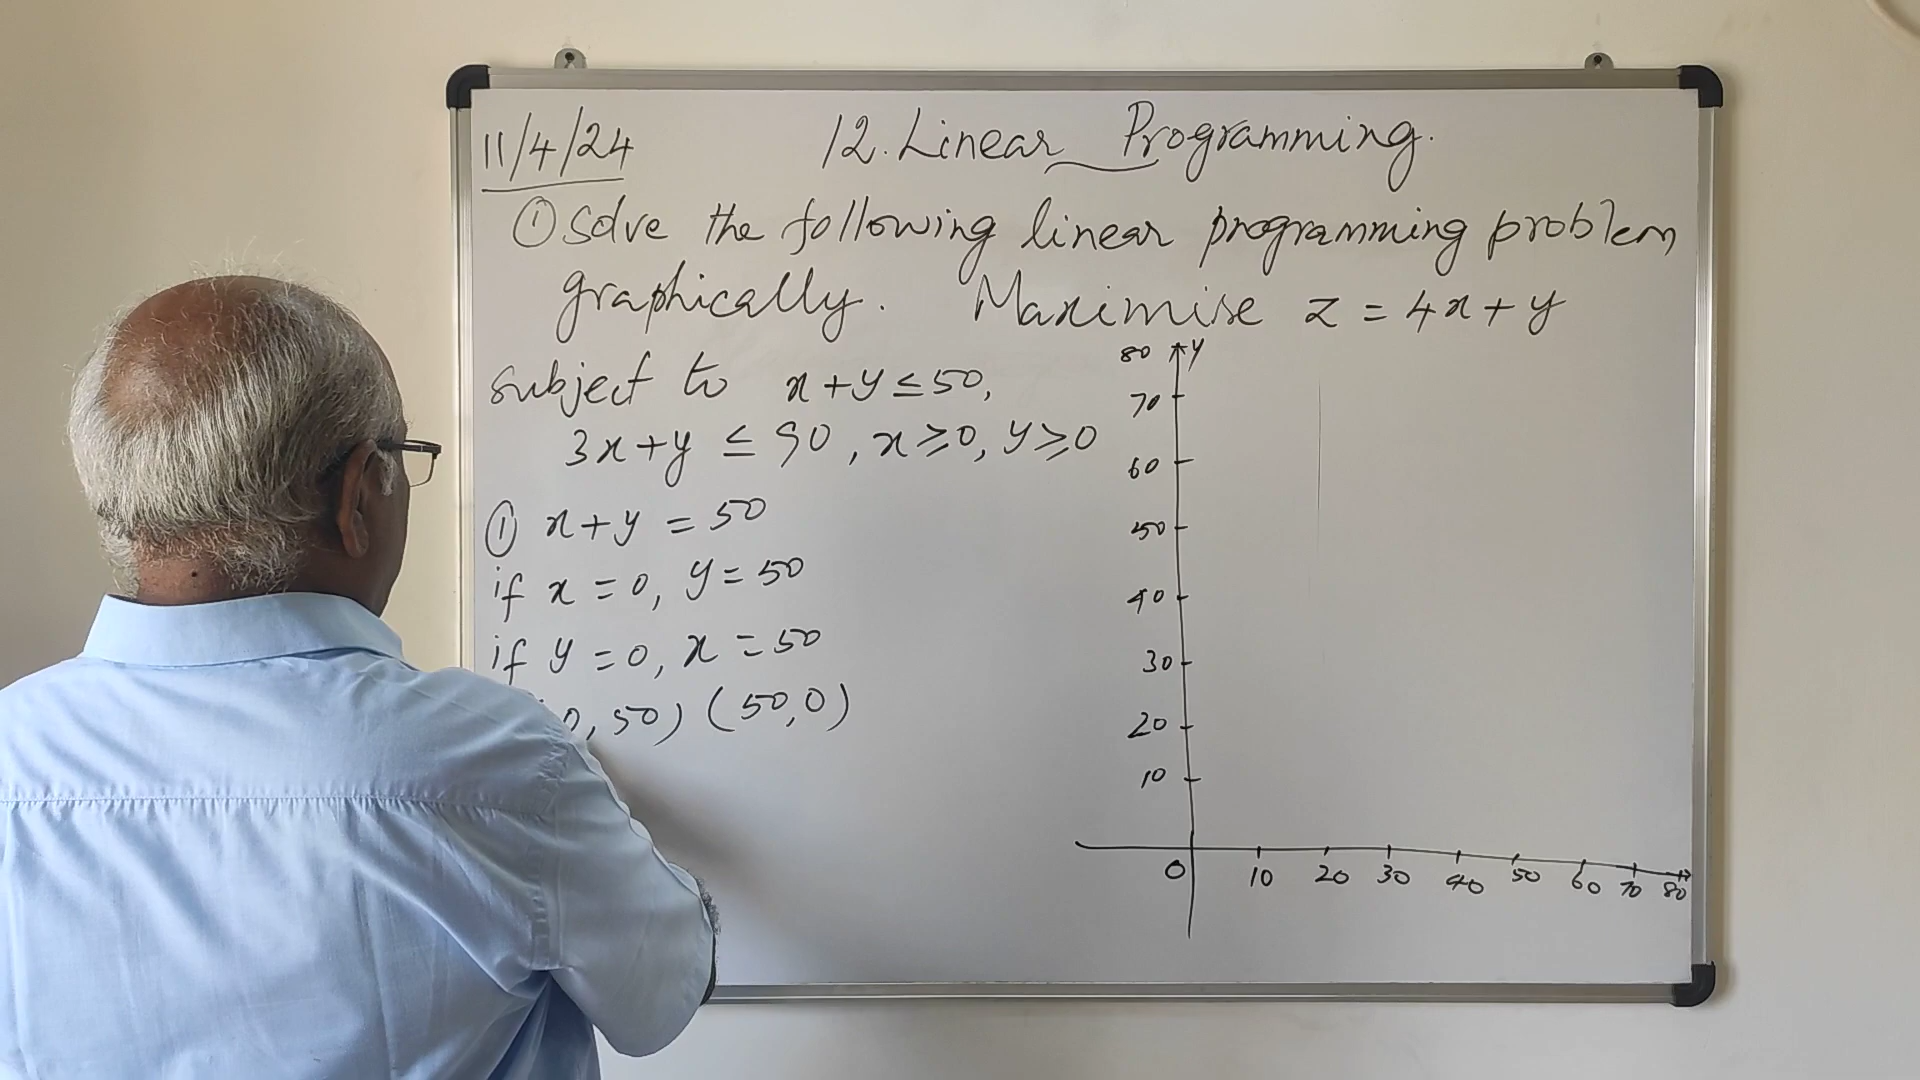 11/4/24
12. Linear Programming.
① Solve the following linear programming problem
graphically. Maximise z = 4x + y
subject to x + y ≤ 50,
3x + y ≤ 90, x ≥ 0, y ≥ 0
① x + y = 50
if x = 0, y = 50
if y = 0, x = 50
0, 50) (50, 0)
80 y
70
60
50
40
30
20
10
0 10 20 30 40 50 60 70 80